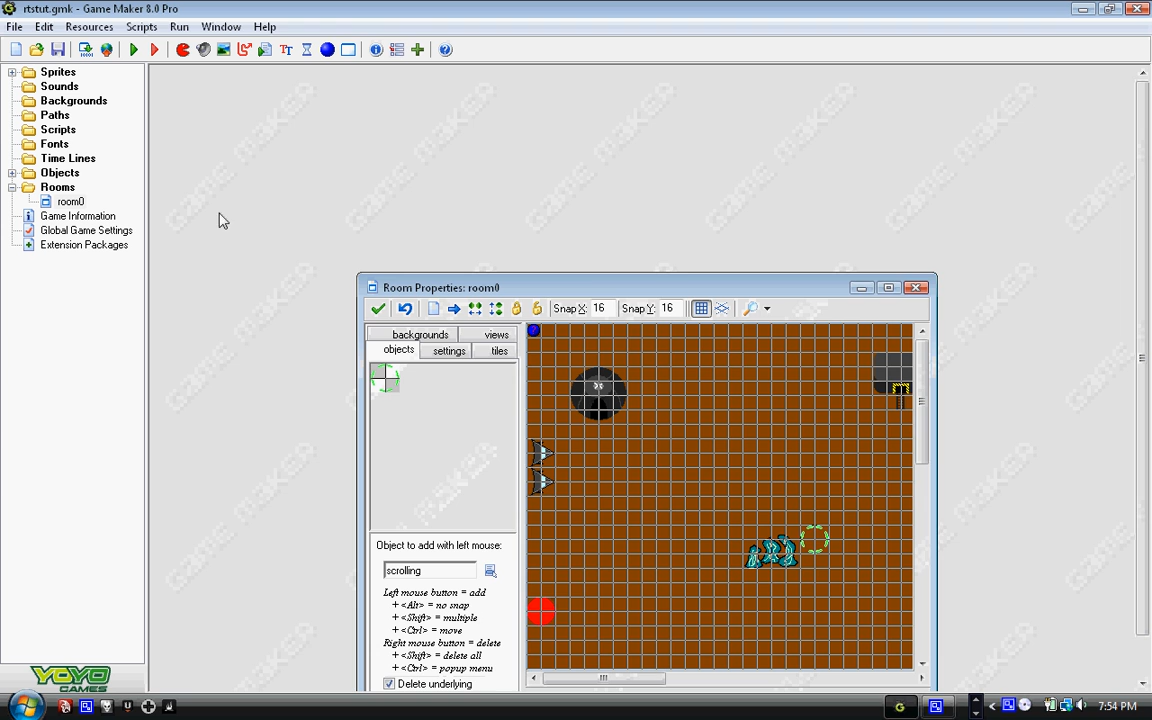 rtstut.gmk - Game Maker 8.0 Pro
File Edit Resources Scripts Run Window Help
Sprites
Sounds
Backgrounds
Paths
Scripts
Fonts
Time Lines
Objects
Rooms
room0
Game Information
Global Game Settings
Extension Packages
GAME MAKER
Room Properties: room0
Snap X: 16 Snap Y: 16
backgrounds views
objects settings tiles
Object to add with left mouse:
scrolling
Left mouse button = add
+ <Alt> = no snap
+ <Shift> = multiple
+ <Ctrl> = move
Right mouse button = delete
+ <Shift> = delete all
+ <Ctrl> = popup menu
Delete underlying
YOYO
GAMES
7:54 PM